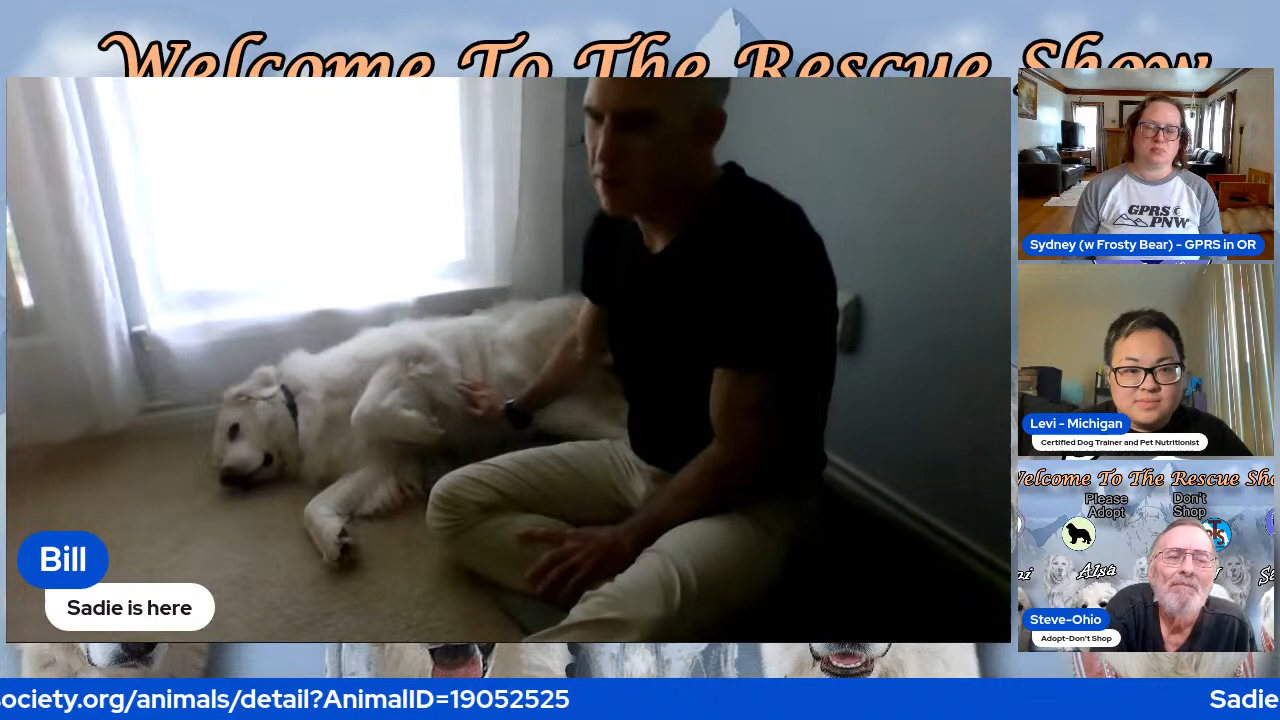 Welcome To The Rescue Show
GPRS
PNW
Sydney (w Frosty Bear) - GPRS in OR
Levi - Michigan
Certified Dog Trainer and Pet Nutritionist
Welcome To The Rescue Sho
Please
Adopt
Don't
Shop
Alsa
Steve-Ohio
Adopt-Don't Shop
Bill
Sadie is here
ociety.org/animals/detail?AnimalID=19052525
Sadie